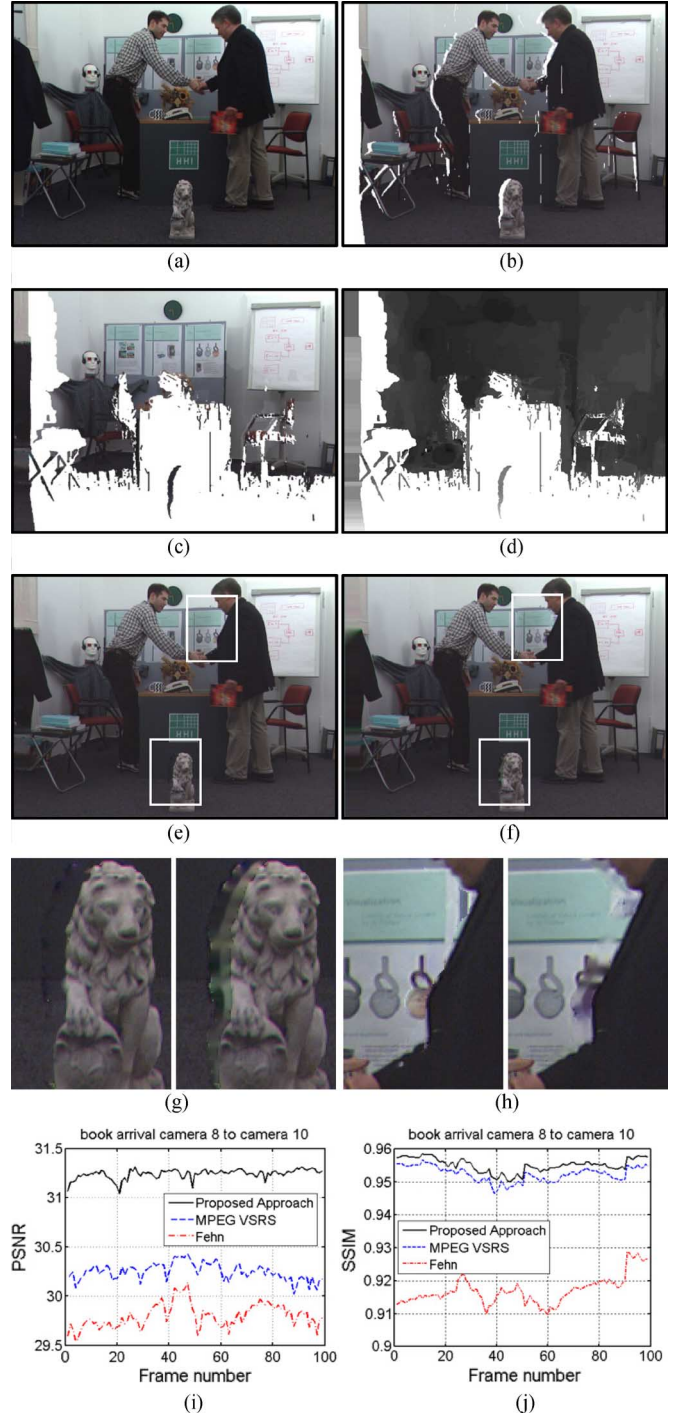 HHI
(a)
(b)
(c)
(d)
HHI
HHI
(e)
(f)
(g)
(h)
book arrival camera 8 to camera 10
31.5
31
30.5
30
29.5
PSNR
Proposed Approach
MPEG VSRS
Fehn
0
20
40
60
80
100
Frame number
(i)
book arrival camera 8 to camera 10
0.96
0.95
0.94
0.93
0.92
0.91
0.9
SSIM
Proposed Approach
MPEG VSRS
Fehn
0
20
40
60
80
100
Frame number
(j)